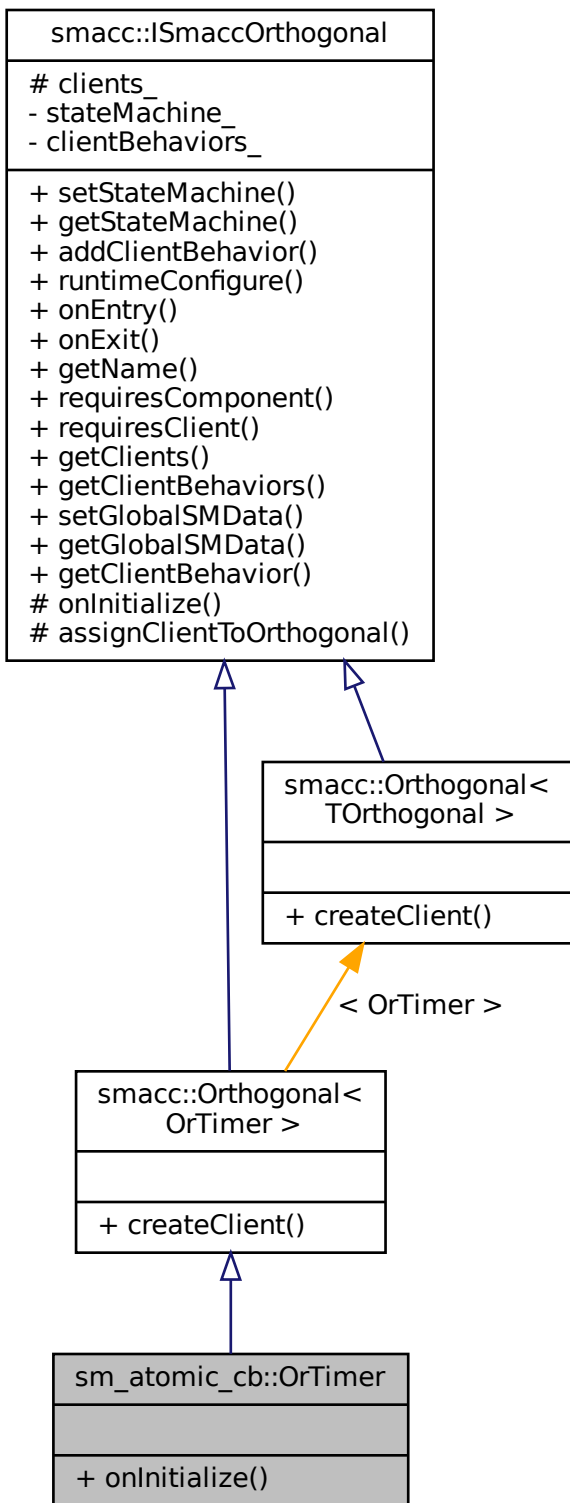 smacc::ISmaccOrthogonal
# clients_
- stateMachine_
- clientBehaviors_
+ setStateMachine()
+ getStateMachine()
+ addClientBehavior()
+ runtimeConfigure()
+ onEntry()
+ onExit()
+ getName()
+ requiresComponent()
+ requiresClient()
+ getClients()
+ getClientBehaviors()
+ setGlobalSMData()
+ getGlobalSMData()
+ getClientBehavior()
# onInitialize()
# assignClientToOrthogonal()
smacc::Orthogonal<
TOrthogonal >
+ createClient()
< OrTimer >
smacc::Orthogonal<
OrTimer >
+ createClient()
sm_atomic_cb::OrTimer
+ onInitialize()